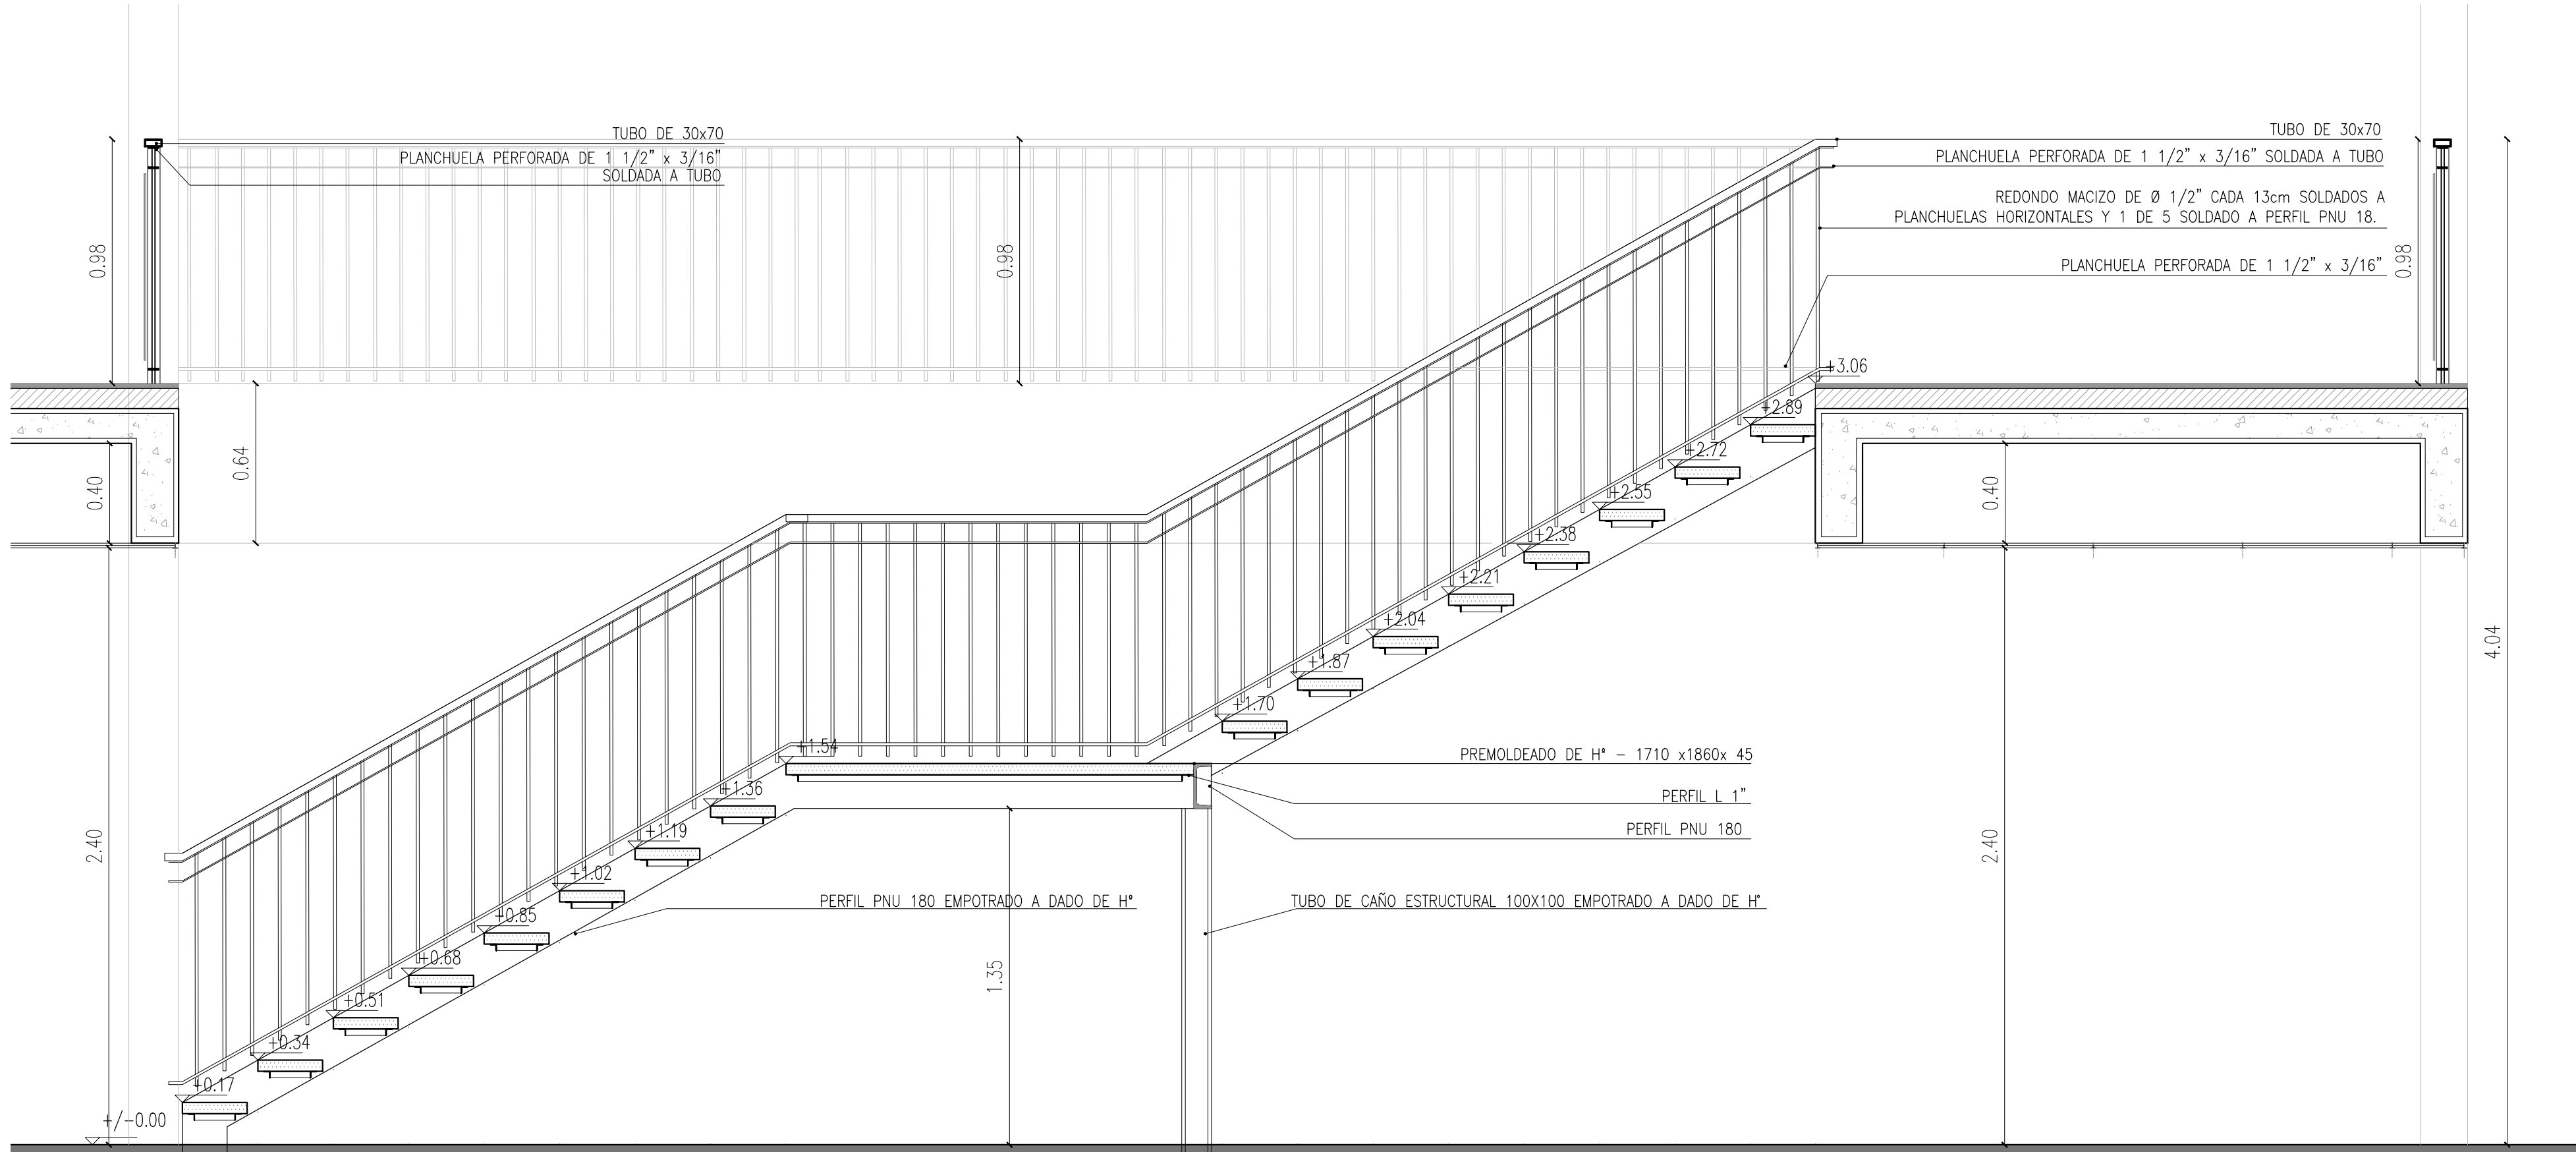 TUBO DE 30x70
PLANCHUELA PERFORADA DE 1 1/2” x 3/16”
SOLDADA A TUBO
TUBO DE 30x70
PLANCHUELA PERFORADA DE 1 1/2” x 3/16” SOLDADA A TUBO
REDONDO MACIZO DE Ø 1/2” CADA 13cm SOLDADOS A
PLANCHUELAS HORIZONTALES Y 1 DE 5 SOLDADO A PERFIL PNU 18.
PLANCHUELA PERFORADA DE 1 1/2” x 3/16”
0.98
0.98
0.98
+3.06
+2.89
+2.72
+2.55
+2.38
+2.21
+2.04
+1.87
+1.70
+1.54
+1.36
+1.19
+1.02
+0.85
+0.68
+0.51
+0.34
+0.17
+/-0.00
0.64
0.40
0.40
4.04
2.40
2.40
1.35
PREMOLDEADO DE Hº - 1710 x1860x 45
PERFIL L 1”
PERFIL PNU 180
PERFIL PNU 180 EMPOTRADO A DADO DE Hº
TUBO DE CAÑO ESTRUCTURAL 100X100 EMPOTRADO A DADO DE H°